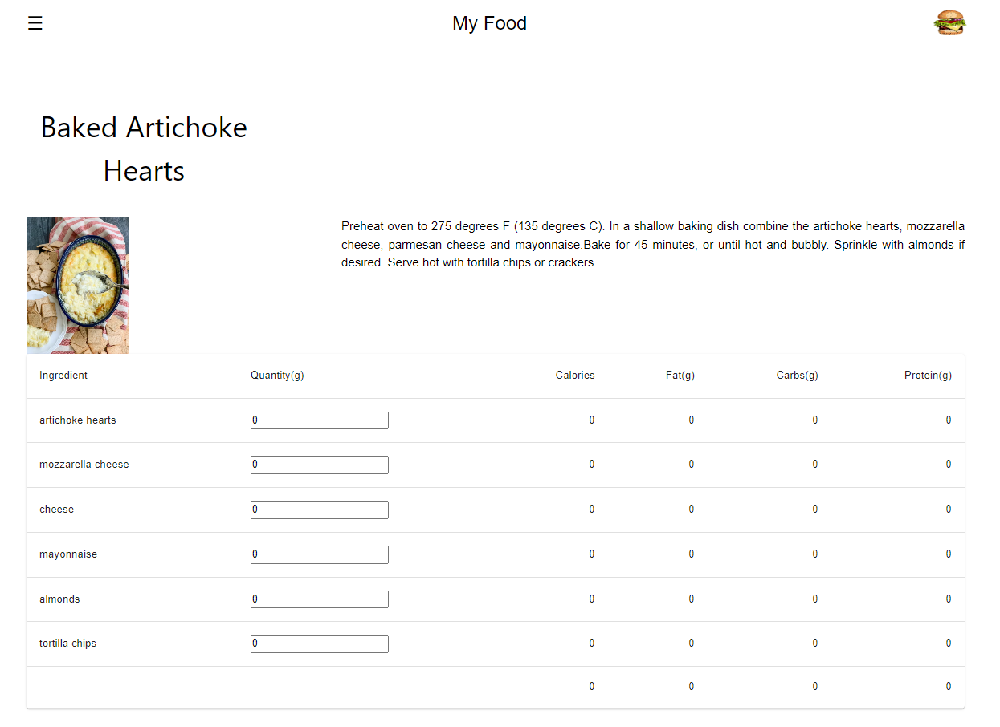 My Food
Baked Artichoke
Hearts
Preheat oven to 275 degrees F (135 degrees C). In a shallow baking dish combine the artichoke hearts, mozzarella
cheese, parmesan cheese and mayonnaise.Bake for 45 minutes, or until hot and bubbly. Sprinkle with almonds if
desired. Serve hot with tortilla chips or crackers.
Ingredient Quantity(g) Calories Fat(g) Carbs(g) Protein(g)
artichoke hearts 0 0 0 0 0
mozzarella cheese 0 0 0 0 0
cheese 0 0 0 0 0
mayonnaise 0 0 0 0 0
almonds 0 0 0 0 0
tortilla chips 0 0 0 0 0
0 0 0 0